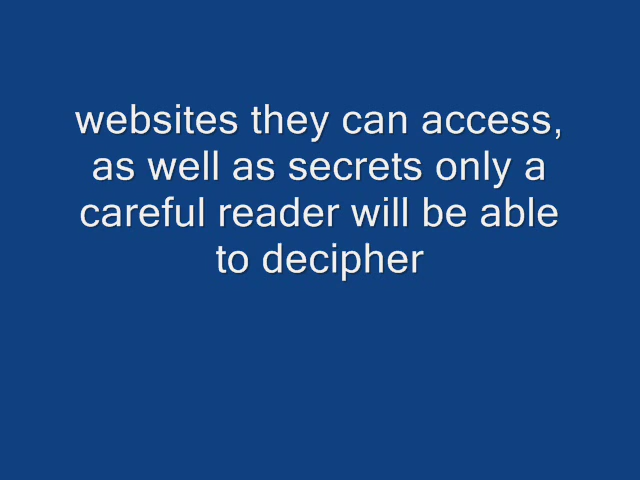 websites they can access,
as well as secrets only a
careful reader will be able
to decipher